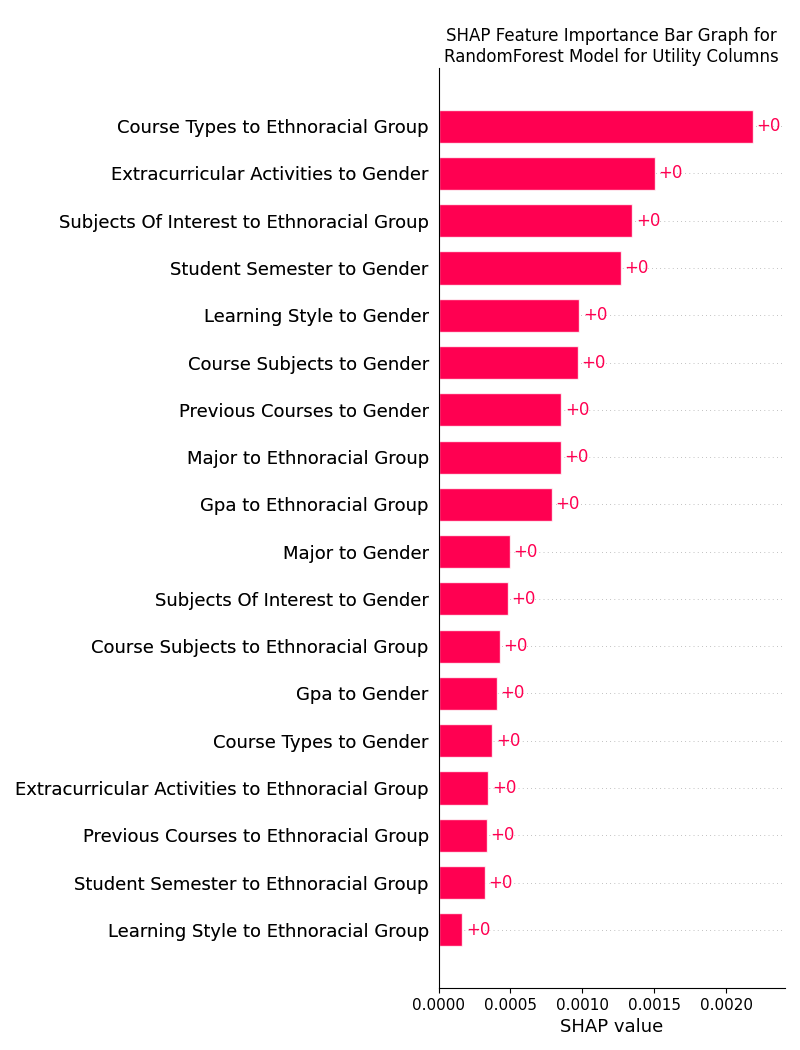 SHAP Feature Importance Bar Graph for
RandomForest Model for Utility Columns
Course Types to Ethnoracial Group +0
Extracurricular Activities to Gender +0
Subjects Of Interest to Ethnoracial Group +0
Student Semester to Gender +0
Learning Style to Gender +0
Course Subjects to Gender +0
Previous Courses to Gender +0
Major to Ethnoracial Group +0
Gpa to Ethnoracial Group +0
Major to Gender +0
Subjects Of Interest to Gender +0
Course Subjects to Ethnoracial Group +0
Gpa to Gender +0
Course Types to Gender +0
Extracurricular Activities to Ethnoracial Group +0
Previous Courses to Ethnoracial Group +0
Student Semester to Ethnoracial Group +0
Learning Style to Ethnoracial Group +0
0.0000 0.0005 0.0010 0.0015 0.0020
SHAP value